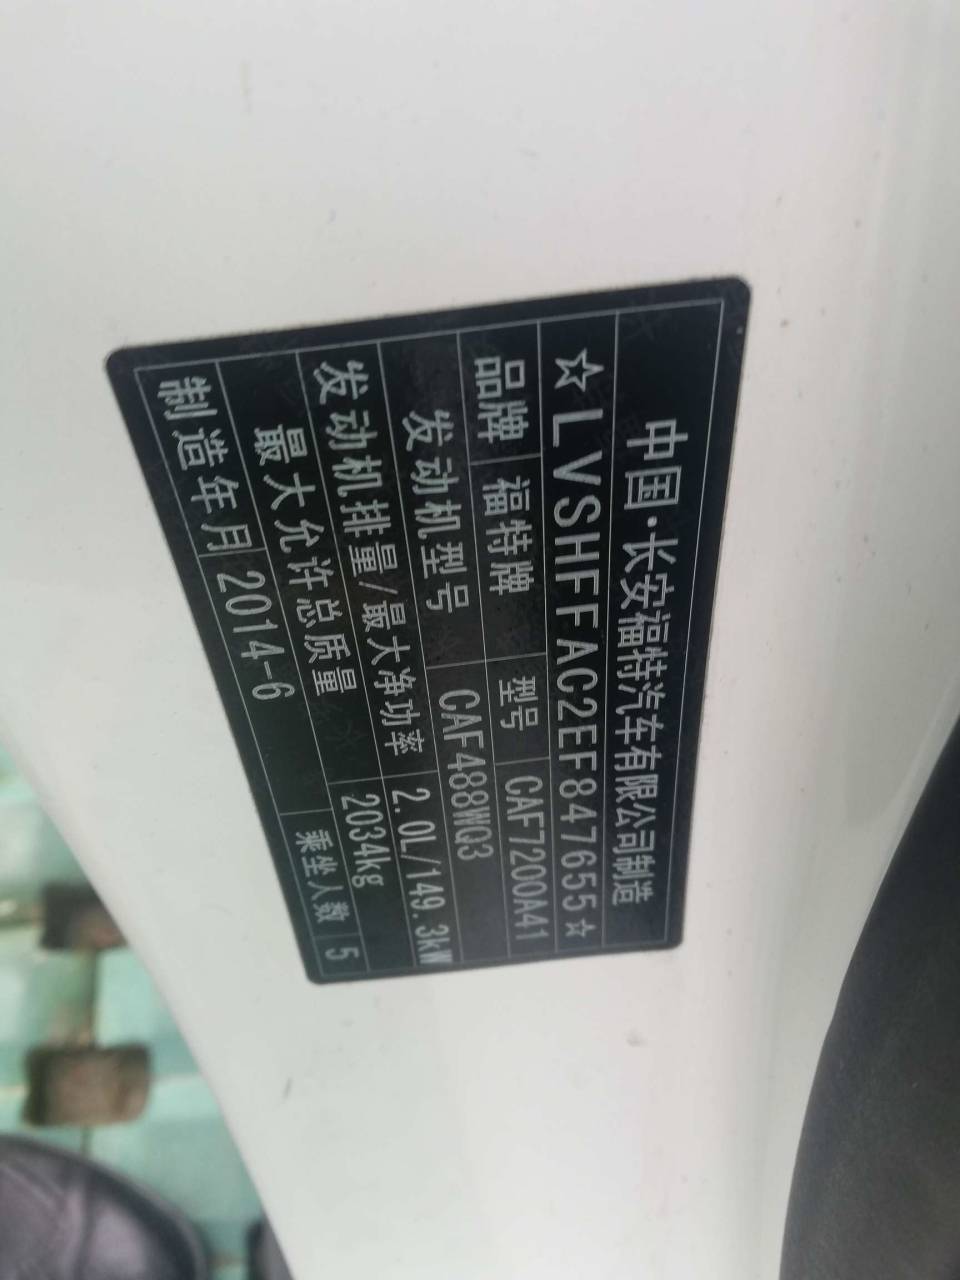 中国·长安福特汽车有限公司制造
☆LVSHFFAC2EF847655☆
品牌 福特牌 型号 CAF7200A41
发动机型号 CAF488WQ3
发动机排量/最大净功率 2.0L/149.3kW
最大允许总质量 2034kg
制造年月 2014-6 乘坐人数 5